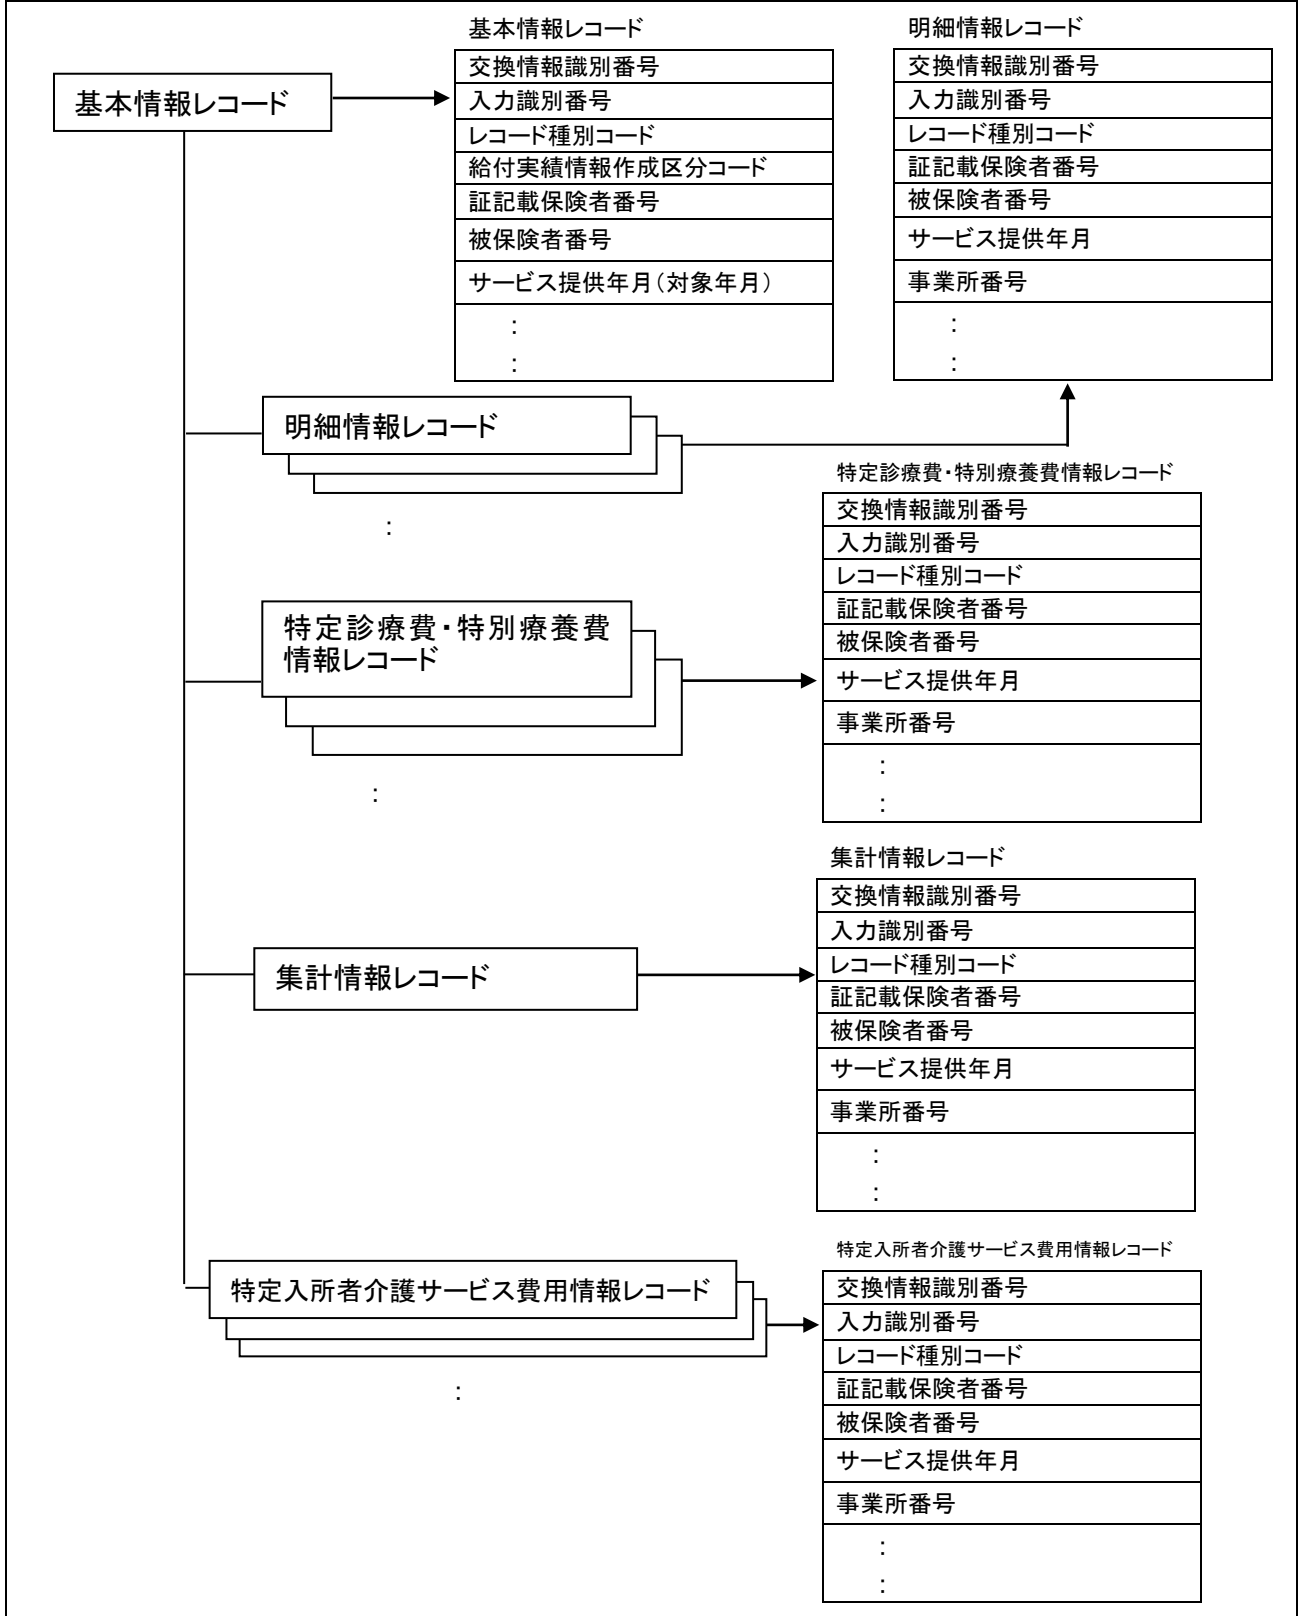 基本情報レコード
基本情報レコード
交換情報識別番号
入力識別番号
レコード種別コード
給付実績情報作成区分コード
証記載保険者番号
被保険者番号
サービス提供年月(対象年月)
:
:
明細情報レコード
交換情報識別番号
入力識別番号
レコード種別コード
証記載保険者番号
被保険者番号
サービス提供年月
事業所番号
:
:
明細情報レコード
:
特定診療費・特別療養費情報レコード
交換情報識別番号
入力識別番号
レコード種別コード
証記載保険者番号
被保険者番号
サービス提供年月
事業所番号
:
:
特定診療費・特別療養費
情報レコード
:
集計情報レコード
交換情報識別番号
入力識別番号
レコード種別コード
証記載保険者番号
被保険者番号
サービス提供年月
事業所番号
:
:
集計情報レコード
特定入所者介護サービス費用情報レコード
交換情報識別番号
入力識別番号
レコード種別コード
証記載保険者番号
被保険者番号
サービス提供年月
事業所番号
:
:
特定入所者介護サービス費用情報レコード
: